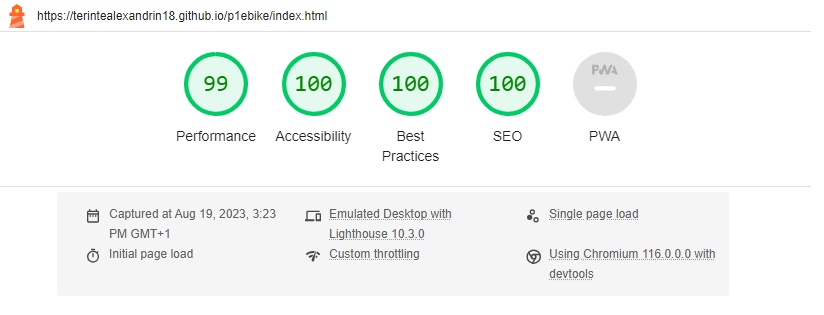 https://terintealexandrin18.github.io/p1ebike/index.html
99 100 100 100 PWA
Performance Accessibility Best Practices SEO PWA
Captured at Aug 19, 2023, 3:23 PM GMT+1
Emulated Desktop with Lighthouse 10.3.0
Single page load
Initial page load
Custom throttling
Using Chromium 116.0.0.0 with devtools